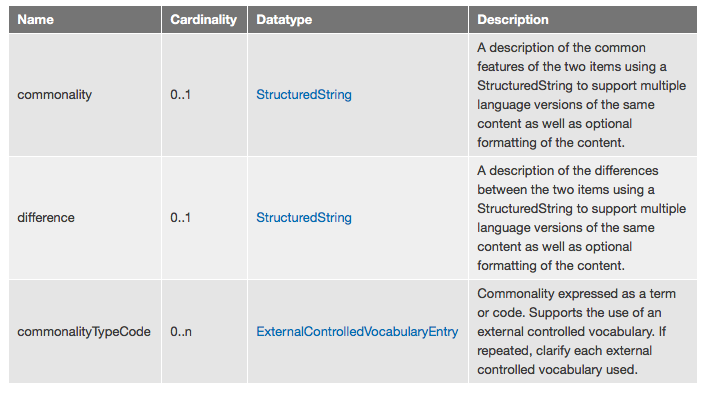 Name Cardinality Datatype Description
commonality 0..1 StructuredString A description of the common
features of the two items using a
StructuredString to support multiple
language versions of the same
content as well as optional
formatting of the content.
difference 0..1 StructuredString A description of the differences
between the two items using a
StructuredString to support multiple
language versions of the same
content as well as optional
formatting of the content.
commonalityTypeCode 0..n ExternalControlledVocabularyEntry Commonality expressed as a term
or code. Supports the use of an
external controlled vocabulary. If
repeated, clarify each external
controlled vocabulary used.